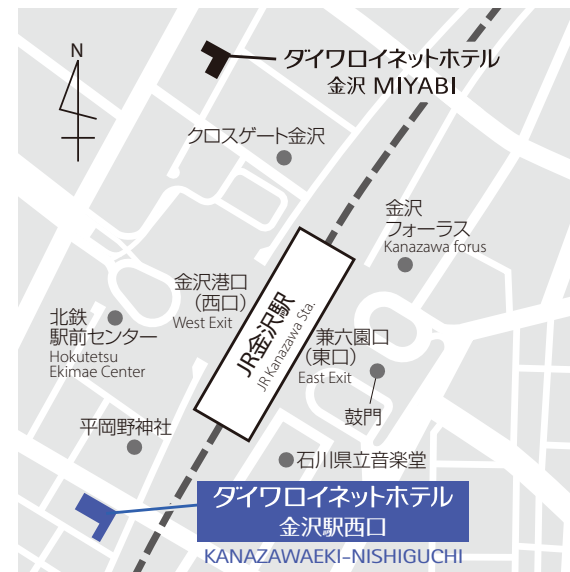 N
ダイワロイネットホテル
金沢 MIYABI
クロスゲート金沢
金沢
フォーラス
Kanazawa forus
金沢港口
(西口)
West Exit
JR金沢駅
JR Kanazawa Sta.
兼六園口
(東口)
East Exit
北鉄
駅前センター
Hokutetsu
Ekimae Center
鼓門
平岡野神社
石川県立音楽堂
ダイワロイネットホテル
金沢駅西口
KANAZAWAEKI-NISHIGUCHI